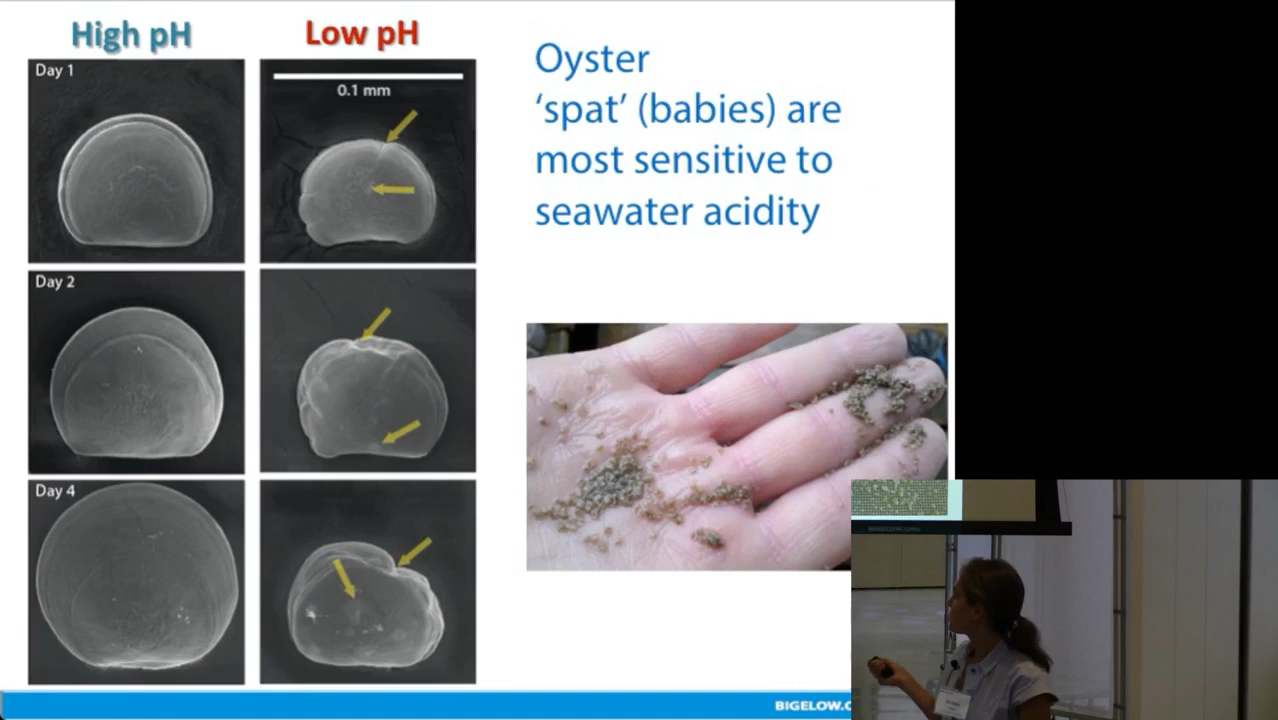 High pH
Low pH
Day 1
0.1 mm
Day 2
Day 4
Oyster
‘spat’ (babies) are
most sensitive to
seawater acidity